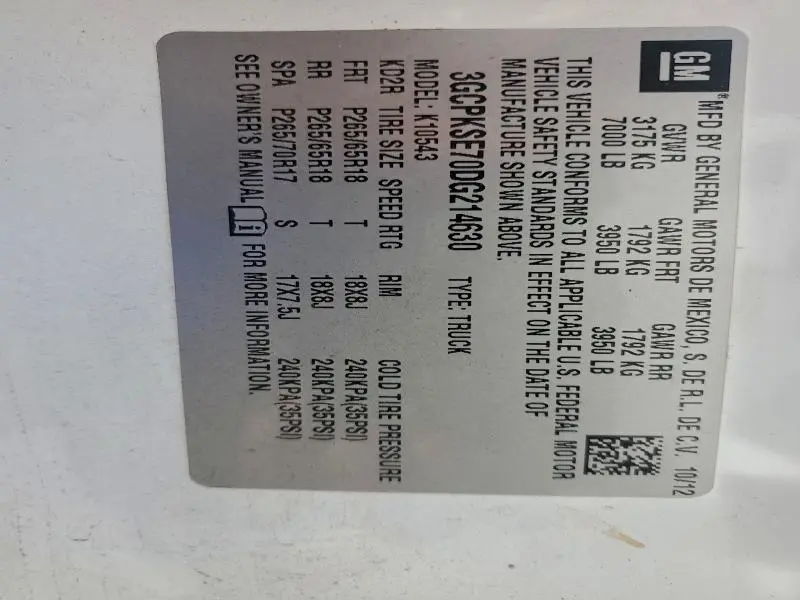 GM
*MFD BY GENERAL MOTORS DE MEXICO, S. DE R.L. DE C.V. 10/12
GVWR GAWR FRT GAWR RR
3175 KG 1792 KG 1792 KG
7000 LB 3950 LB 3950 LB
THIS VEHICLE CONFORMS TO ALL APPLICABLE U.S. FEDERAL MOTOR
VEHICLE SAFETY STANDARDS IN EFFECT ON THE DATE OF
MANUFACTURE SHOWN ABOVE.
3GCPKSE70DG214630 TYPE: TRUCK
MODEL: K10543
KD2R TIRE SIZE SPEED RTG RIM COLD TIRE PRESSURE
FRT P265/65R18 T 18X8J 240KPA(35PSI)
RR P265/65R18 T 18X8J 240KPA(35PSI)
SPA P265/70R17 S 17X7.5J 240KPA(35PSI)
SEE OWNER'S MANUAL i FOR MORE INFORMATION.